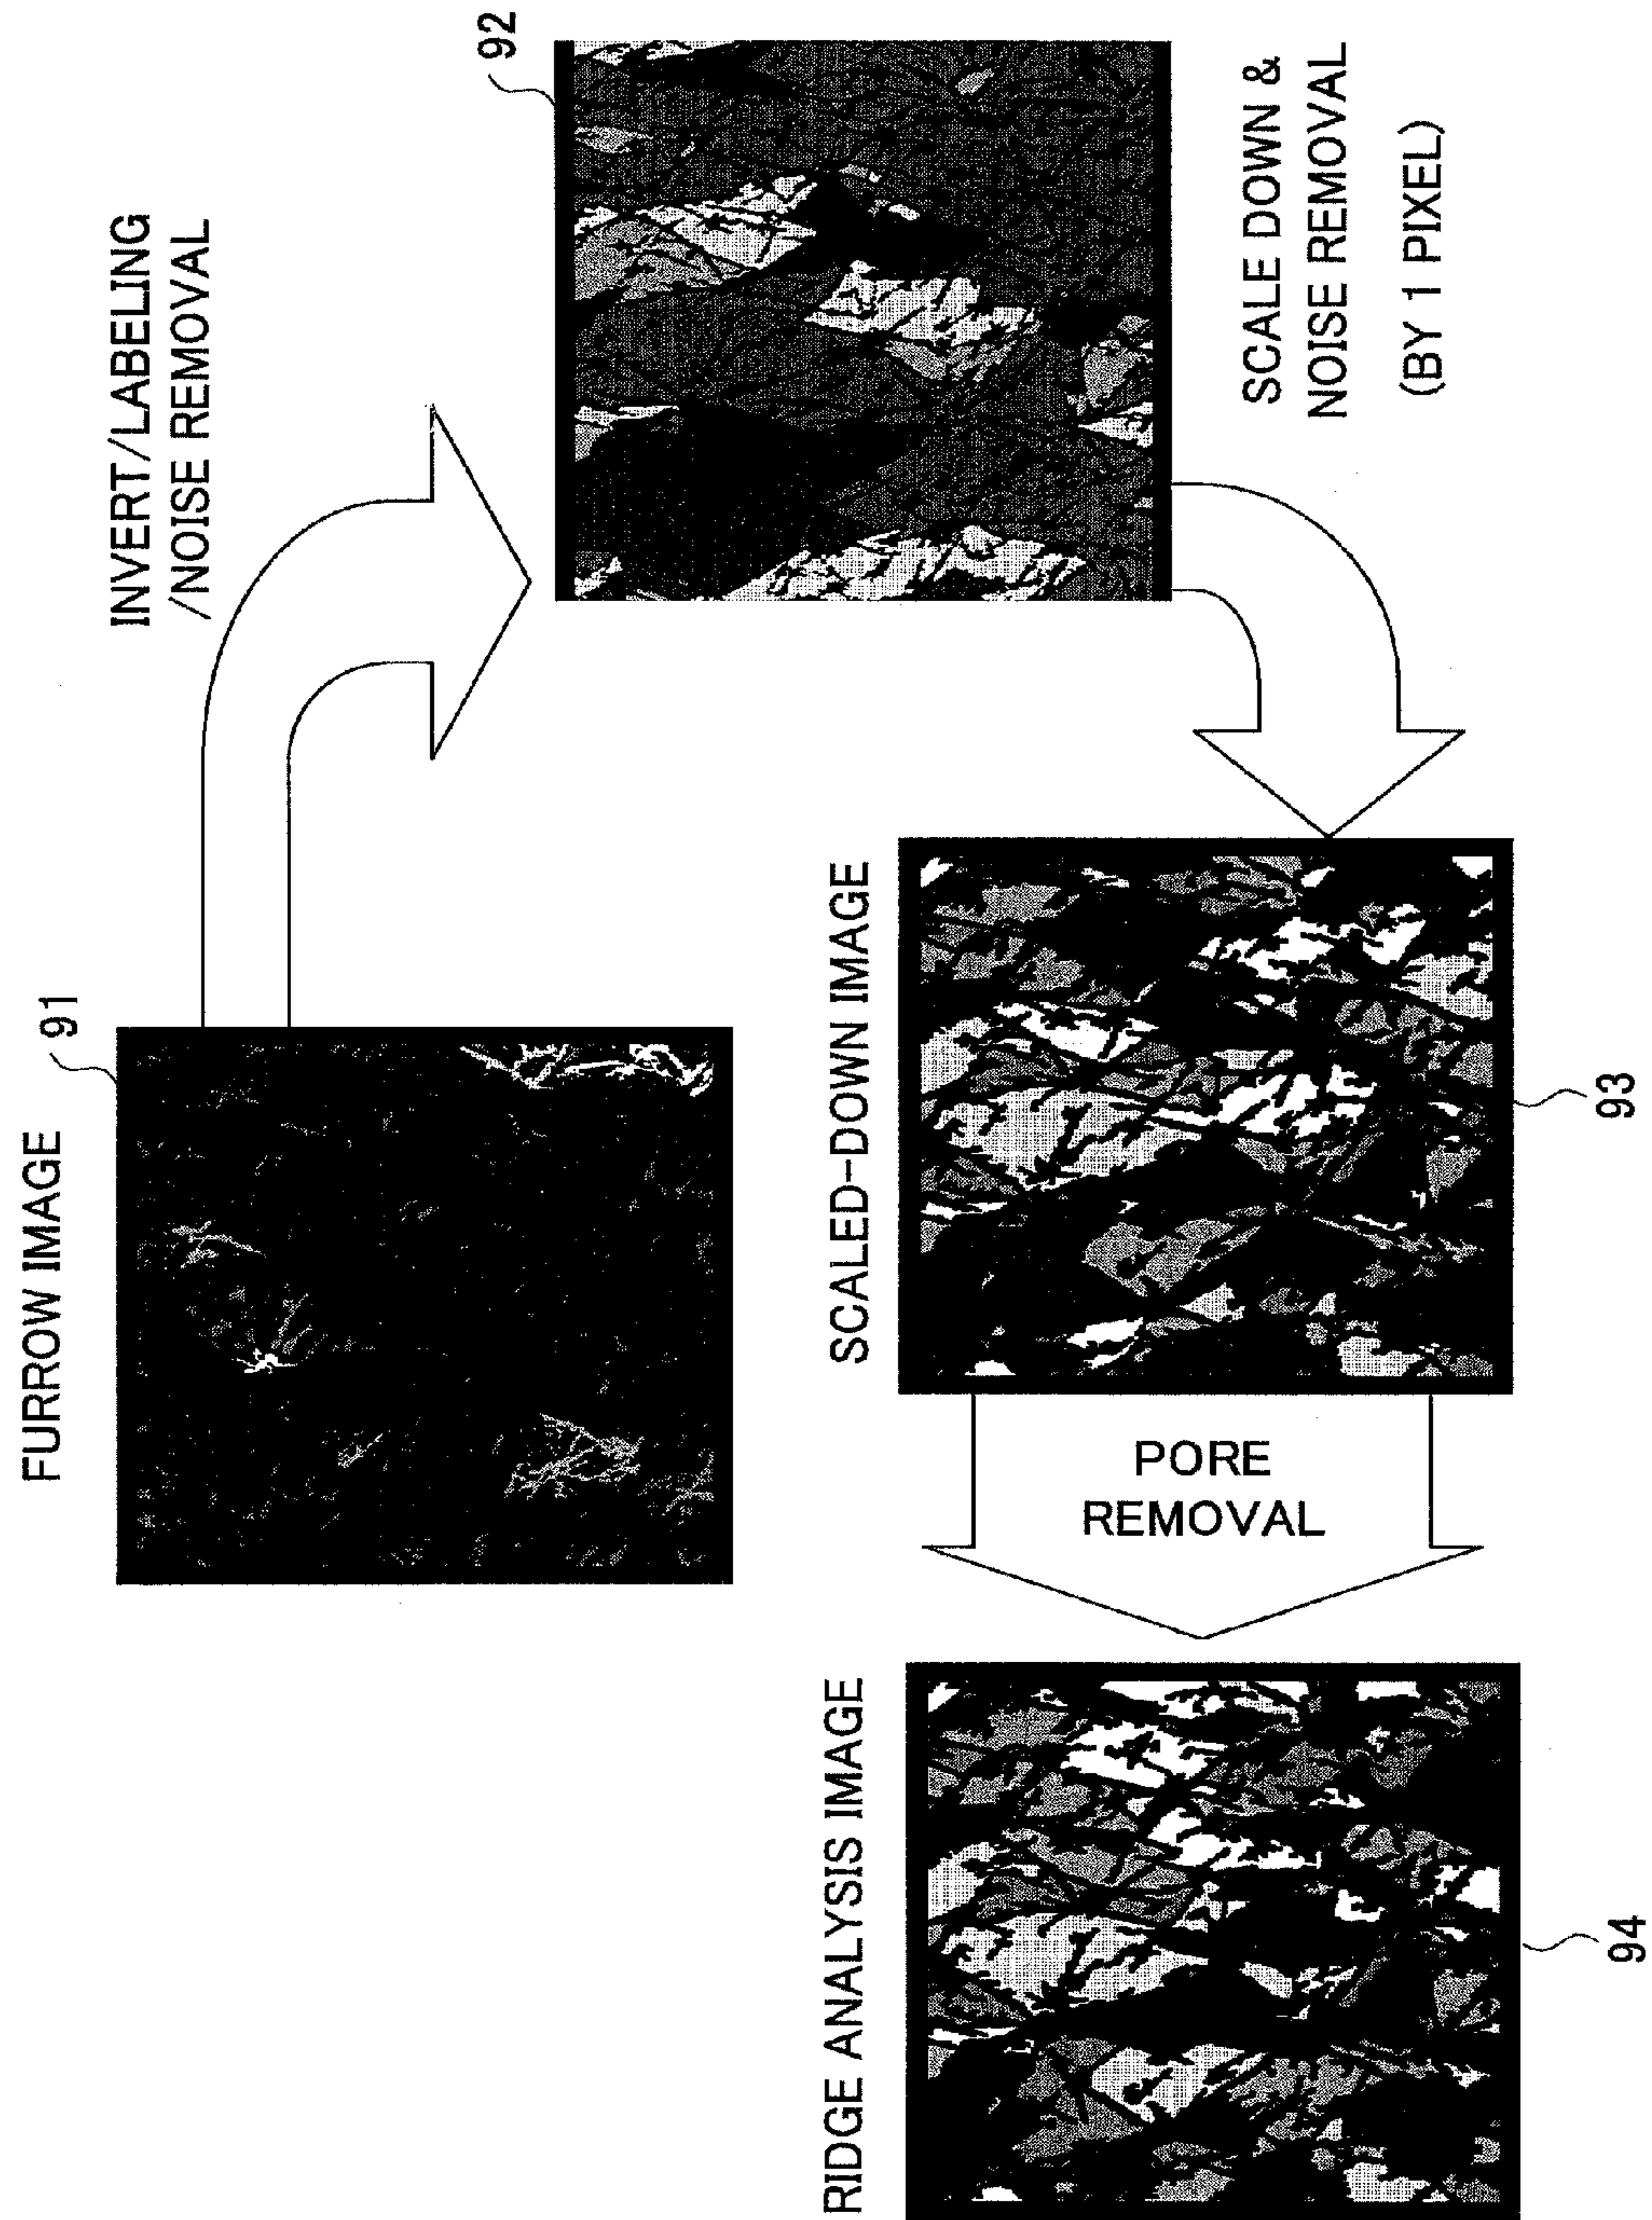 FURROW IMAGE
91
INVERT/LABELING
/NOISE REMOVAL
92
SCALE DOWN &
NOISE REMOVAL
(BY 1 PIXEL)
SCALED-DOWN IMAGE
93
PORE
REMOVAL
RIDGE ANALYSIS IMAGE
94